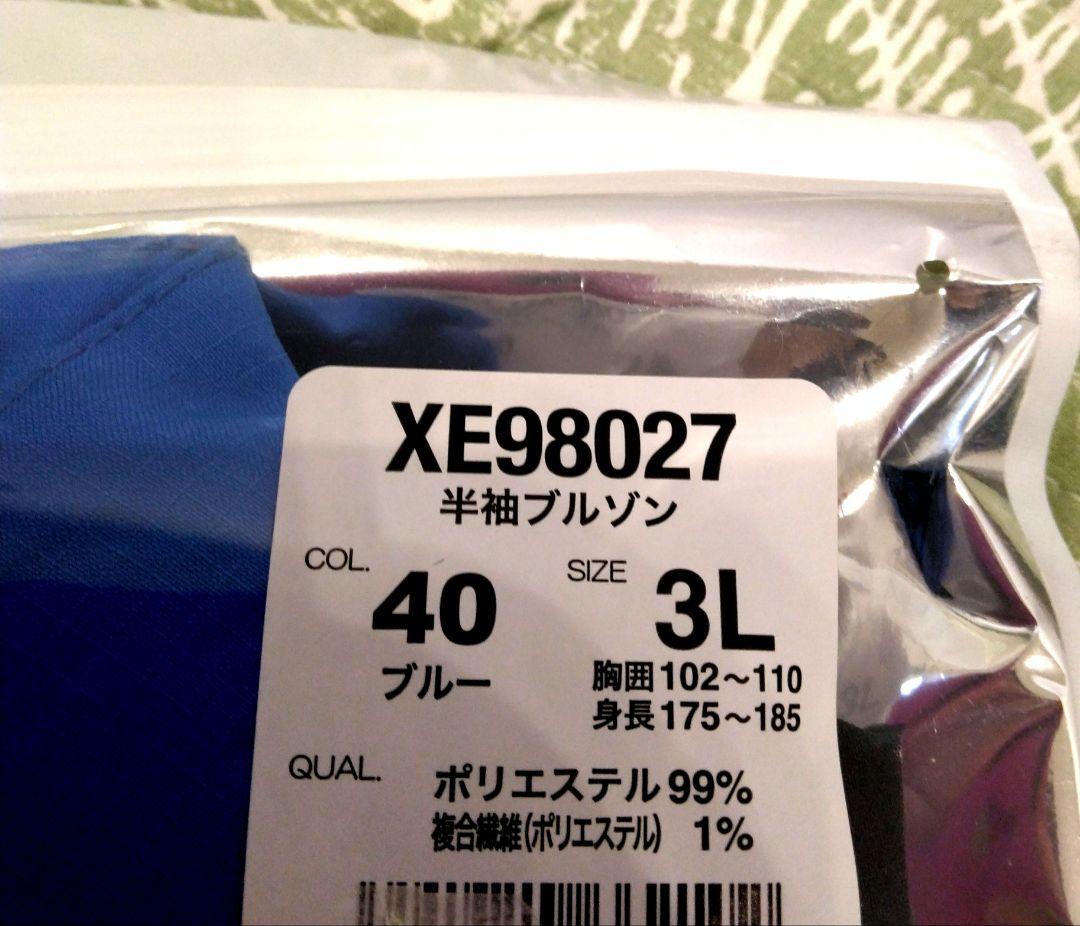 XE98027
半袖ブルゾン
COL. 40 SIZE 3L
ブルー 胸囲102～110
身長175～185
QUAL. ポリエステル99%
複合繊維(ポリエステル) 1%